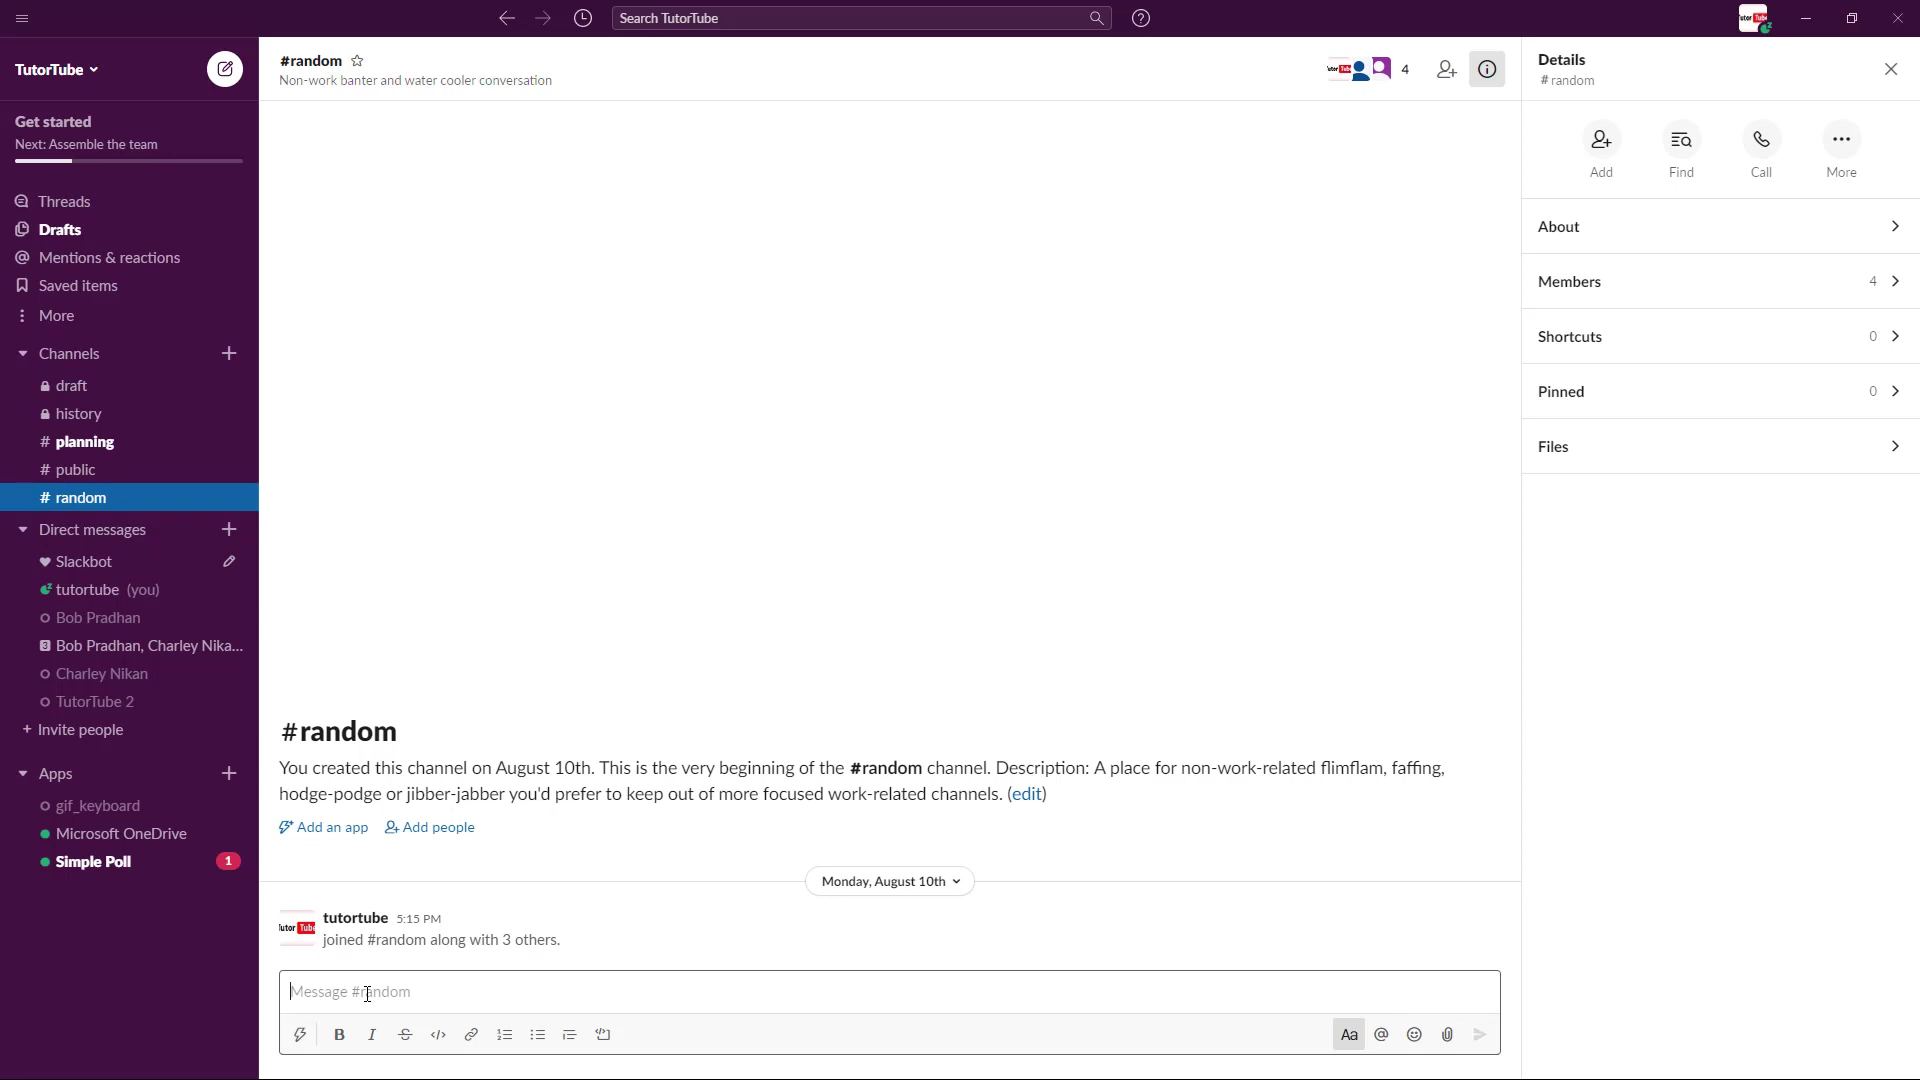 Search TutorTube
TutorTube
Get started
Next: Assemble the team
Threads
Drafts
Mentions & reactions
Saved items
More
Channels
draft
history
# planning
# public
# random
Direct messages
Slackbot
tutortube (you)
Bob Pradhan
3 Bob Pradhan, Charley Nika...
Charley Nikan
TutorTube 2
+ Invite people
Apps
gif_keyboard
Microsoft OneDrive
Simple Poll 1
#random
Non-work banter and water cooler conversation
4
#random
You created this channel on August 10th. This is the very beginning of the #random channel. Description: A place for non-work-related flimflam, faffing,
hodge-podge or jibber-jabber you'd prefer to keep out of more focused work-related channels. (edit)
Add an app Add people
Monday, August 10th
tutortube 5:15 PM
joined #random along with 3 others.
Message #random
B I S Aa @
Details
# random
Add Find Call More
About
Members 4
Shortcuts 0
Pinned 0
Files